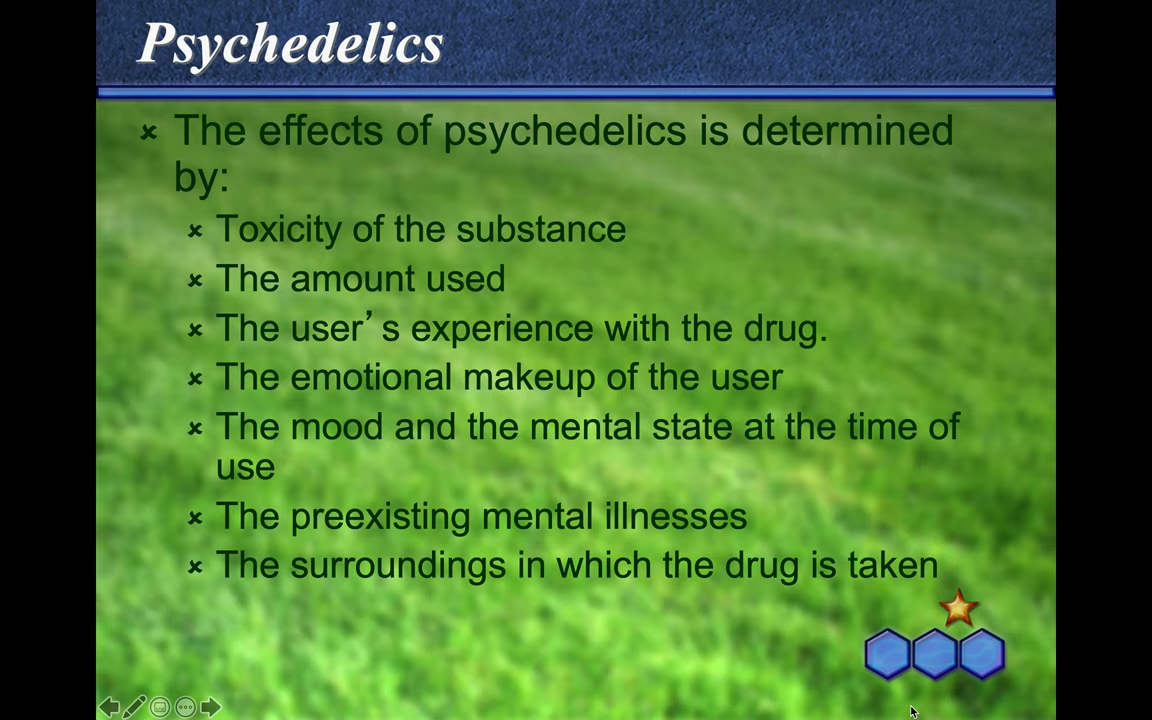 Psychedelics
The effects of psychedelics is determined
by:
Toxicity of the substance
The amount used
The user’s experience with the drug.
The emotional makeup of the user
The mood and the mental state at the time of
use
The preexisting mental illnesses
The surroundings in which the drug is taken